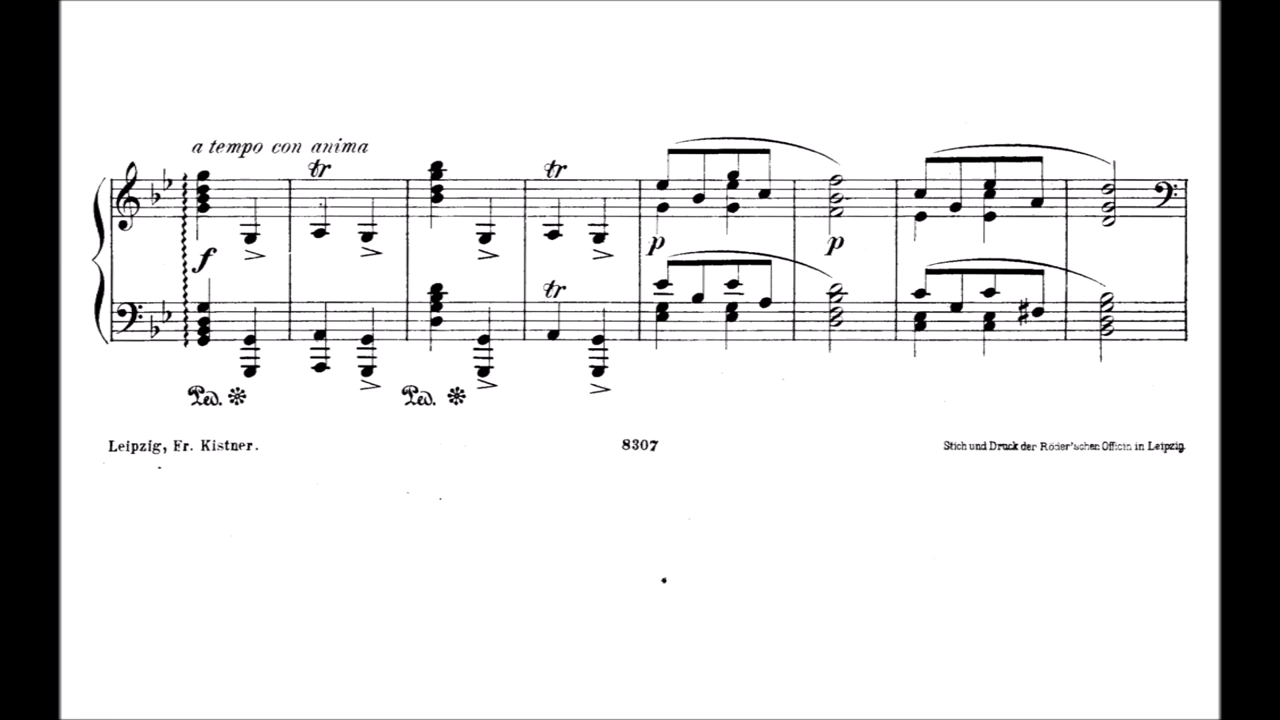 a tempo con anima
tr
tr
f
p
p
tr
Ped.
Ped.
Leipzig, Fr. Kistner.
8307
Stich und Druck der Röder'schen Officin in Leipzig.